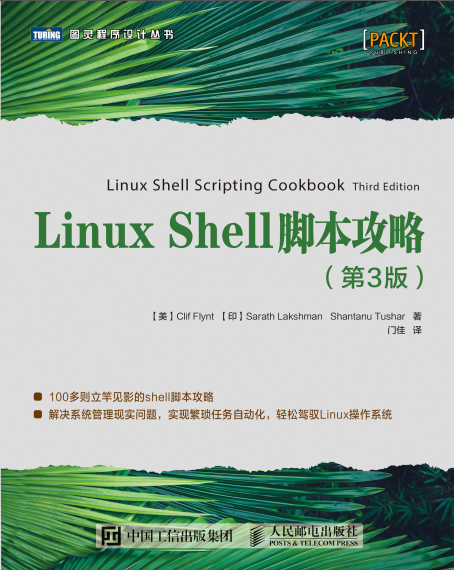 TURING 图灵程序设计丛书
[PACKT]
PUBLISHING
Linux Shell Scripting Cookbook Third Edition
Linux Shell脚本攻略
（第3版）
【美】Clif Flynt 【印】Sarath Lakshman Shantanu Tushar 著
门佳 译
100多则立竿见影的shell脚本攻略
解决系统管理现实问题，实现繁琐任务自动化，轻松驾驭Linux操作系统
中国工信出版集团 人民邮电出版社
POSTS & TELECOM PRESS